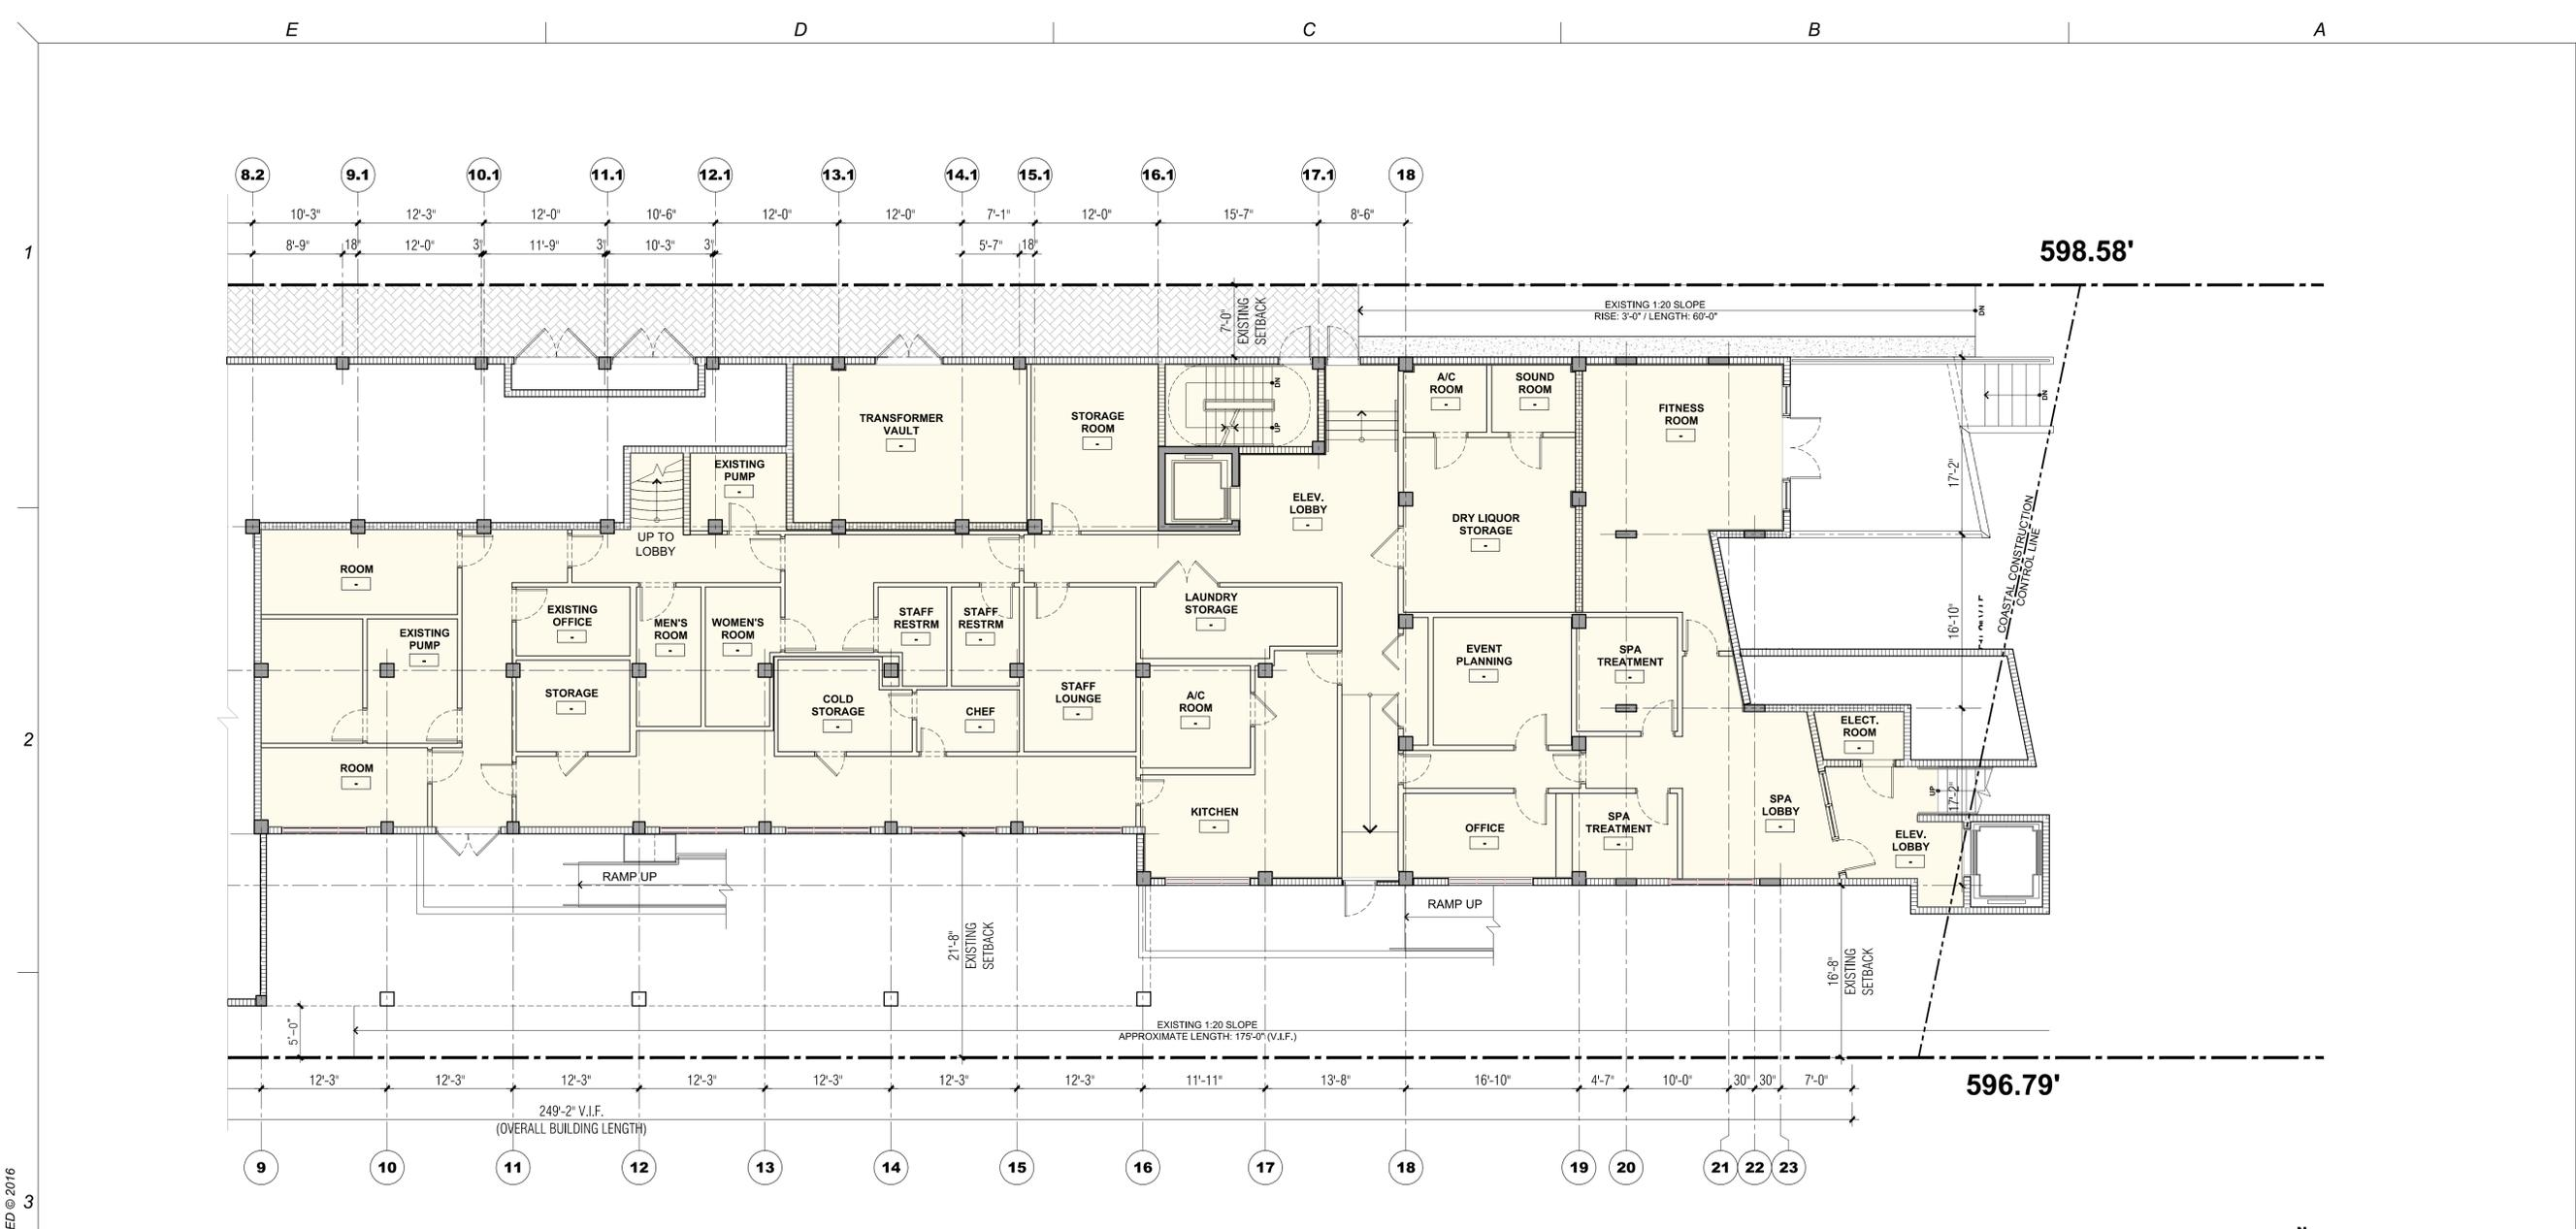 E D C B A
1
8.2 9.1 10.1 11.1 12.1 13.1 14.1 15.1 16.1 17.1 18
10'-3" 12'-3" 12'-0" 10'-6" 12'-0" 12'-0" 7'-1" 12'-0" 15'-7" 8'-6"
8'-9" 18" 12'-0" 3" 11'-9" 3" 10'-3" 3" 5'-7" 18"
598.58'
7'-0"
EXISTING
SETBACK
EXISTING 1:20 SLOPE
RISE: 3'-0" / LENGTH: 60'-0"
DN
TRANSFORMER
VAULT
-
STORAGE
ROOM
-
DN
UP
A/C
ROOM
-
SOUND
ROOM
-
FITNESS
ROOM
-
DN
17'-2"
EXISTING
PUMP
-
UP TO
LOBBY
ELEV.
LOBBY
-
DRY LIQUOR
STORAGE
-
COASTAL CONSTRUCTION
CONTROL LINE
16'-10"
2
ROOM
-
EXISTING
PUMP
-
EXISTING
OFFICE
-
MEN'S
ROOM
-
WOMEN'S
ROOM
-
STAFF
RESTRM
-
STAFF
RESTRM
-
LAUNDRY
STORAGE
-
EVENT
PLANNING
-
SPA
TREATMENT
-
STORAGE
-
COLD
STORAGE
-
CHEF
-
STAFF
LOUNGE
-
A/C
ROOM
-
ELECT.
ROOM
-
ROOM
-
KITCHEN
-
OFFICE
-
SPA
TREATMENT
-
SPA
LOBBY
-
UP
17'-2"
ELEV.
LOBBY
-
RAMP UP
RAMP UP
21'-8"
EXISTING
SETBACK
16'-8"
EXISTING
SETBACK
5'-0"
EXISTING 1:20 SLOPE
APPROXIMATE LENGTH: 175'-0" (V.I.F.)
596.79'
12'-3" 12'-3" 12'-3" 12'-3" 12'-3" 12'-3" 12'-3" 11'-11" 13'-8" 16'-10" 4'-7" 10'-0" 30" 30" 7'-0"
249'-2" V.I.F.
(OVERALL BUILDING LENGTH)
9 10 11 12 13 14 15 16 17 18 19 20 21 22 23
3
ED © 2016